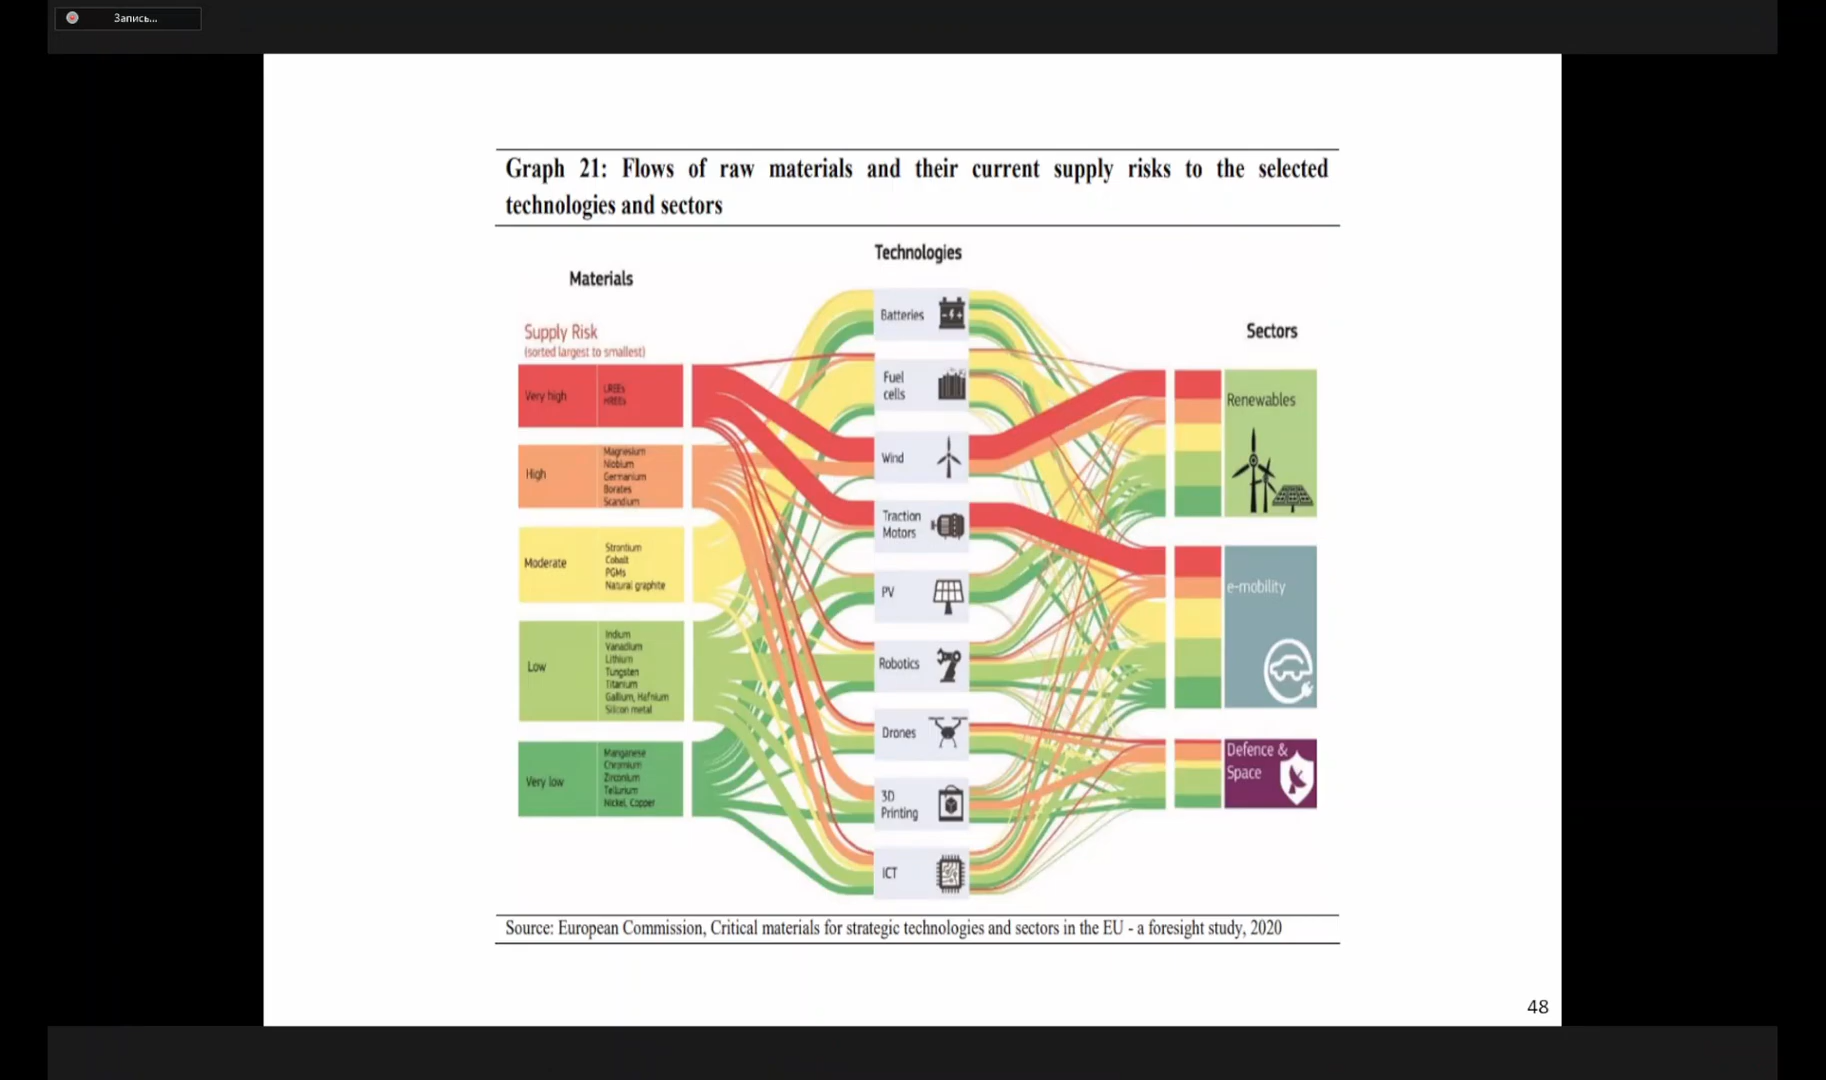 Запись...
Graph 21: Flows of raw materials and their current supply risks to the selected
technologies and sectors
Technologies
Materials
Supply Risk
(sorted largest to smallest)
Sectors
Very high
LREEs
HREEs
High
Magnesium
Niobium
Germanium
Borates
Scandium
Moderate
Strontium
Cobalt
PGMs
Natural graphite
Low
Indium
Vanadium
Lithium
Tungsten
Titanium
Gallium, Hafnium
Silicon metal
Very low
Manganese
Chromium
Zirconium
Tellurium
Nickel, Copper
Batteries
Fuel
cells
Wind
Traction
Motors
PV
Robotics
Drones
3D
Printing
ICT
Renewables
e-mobility
Defence &
Space
Source: European Commission, Critical materials for strategic technologies and sectors in the EU - a foresight study, 2020
48